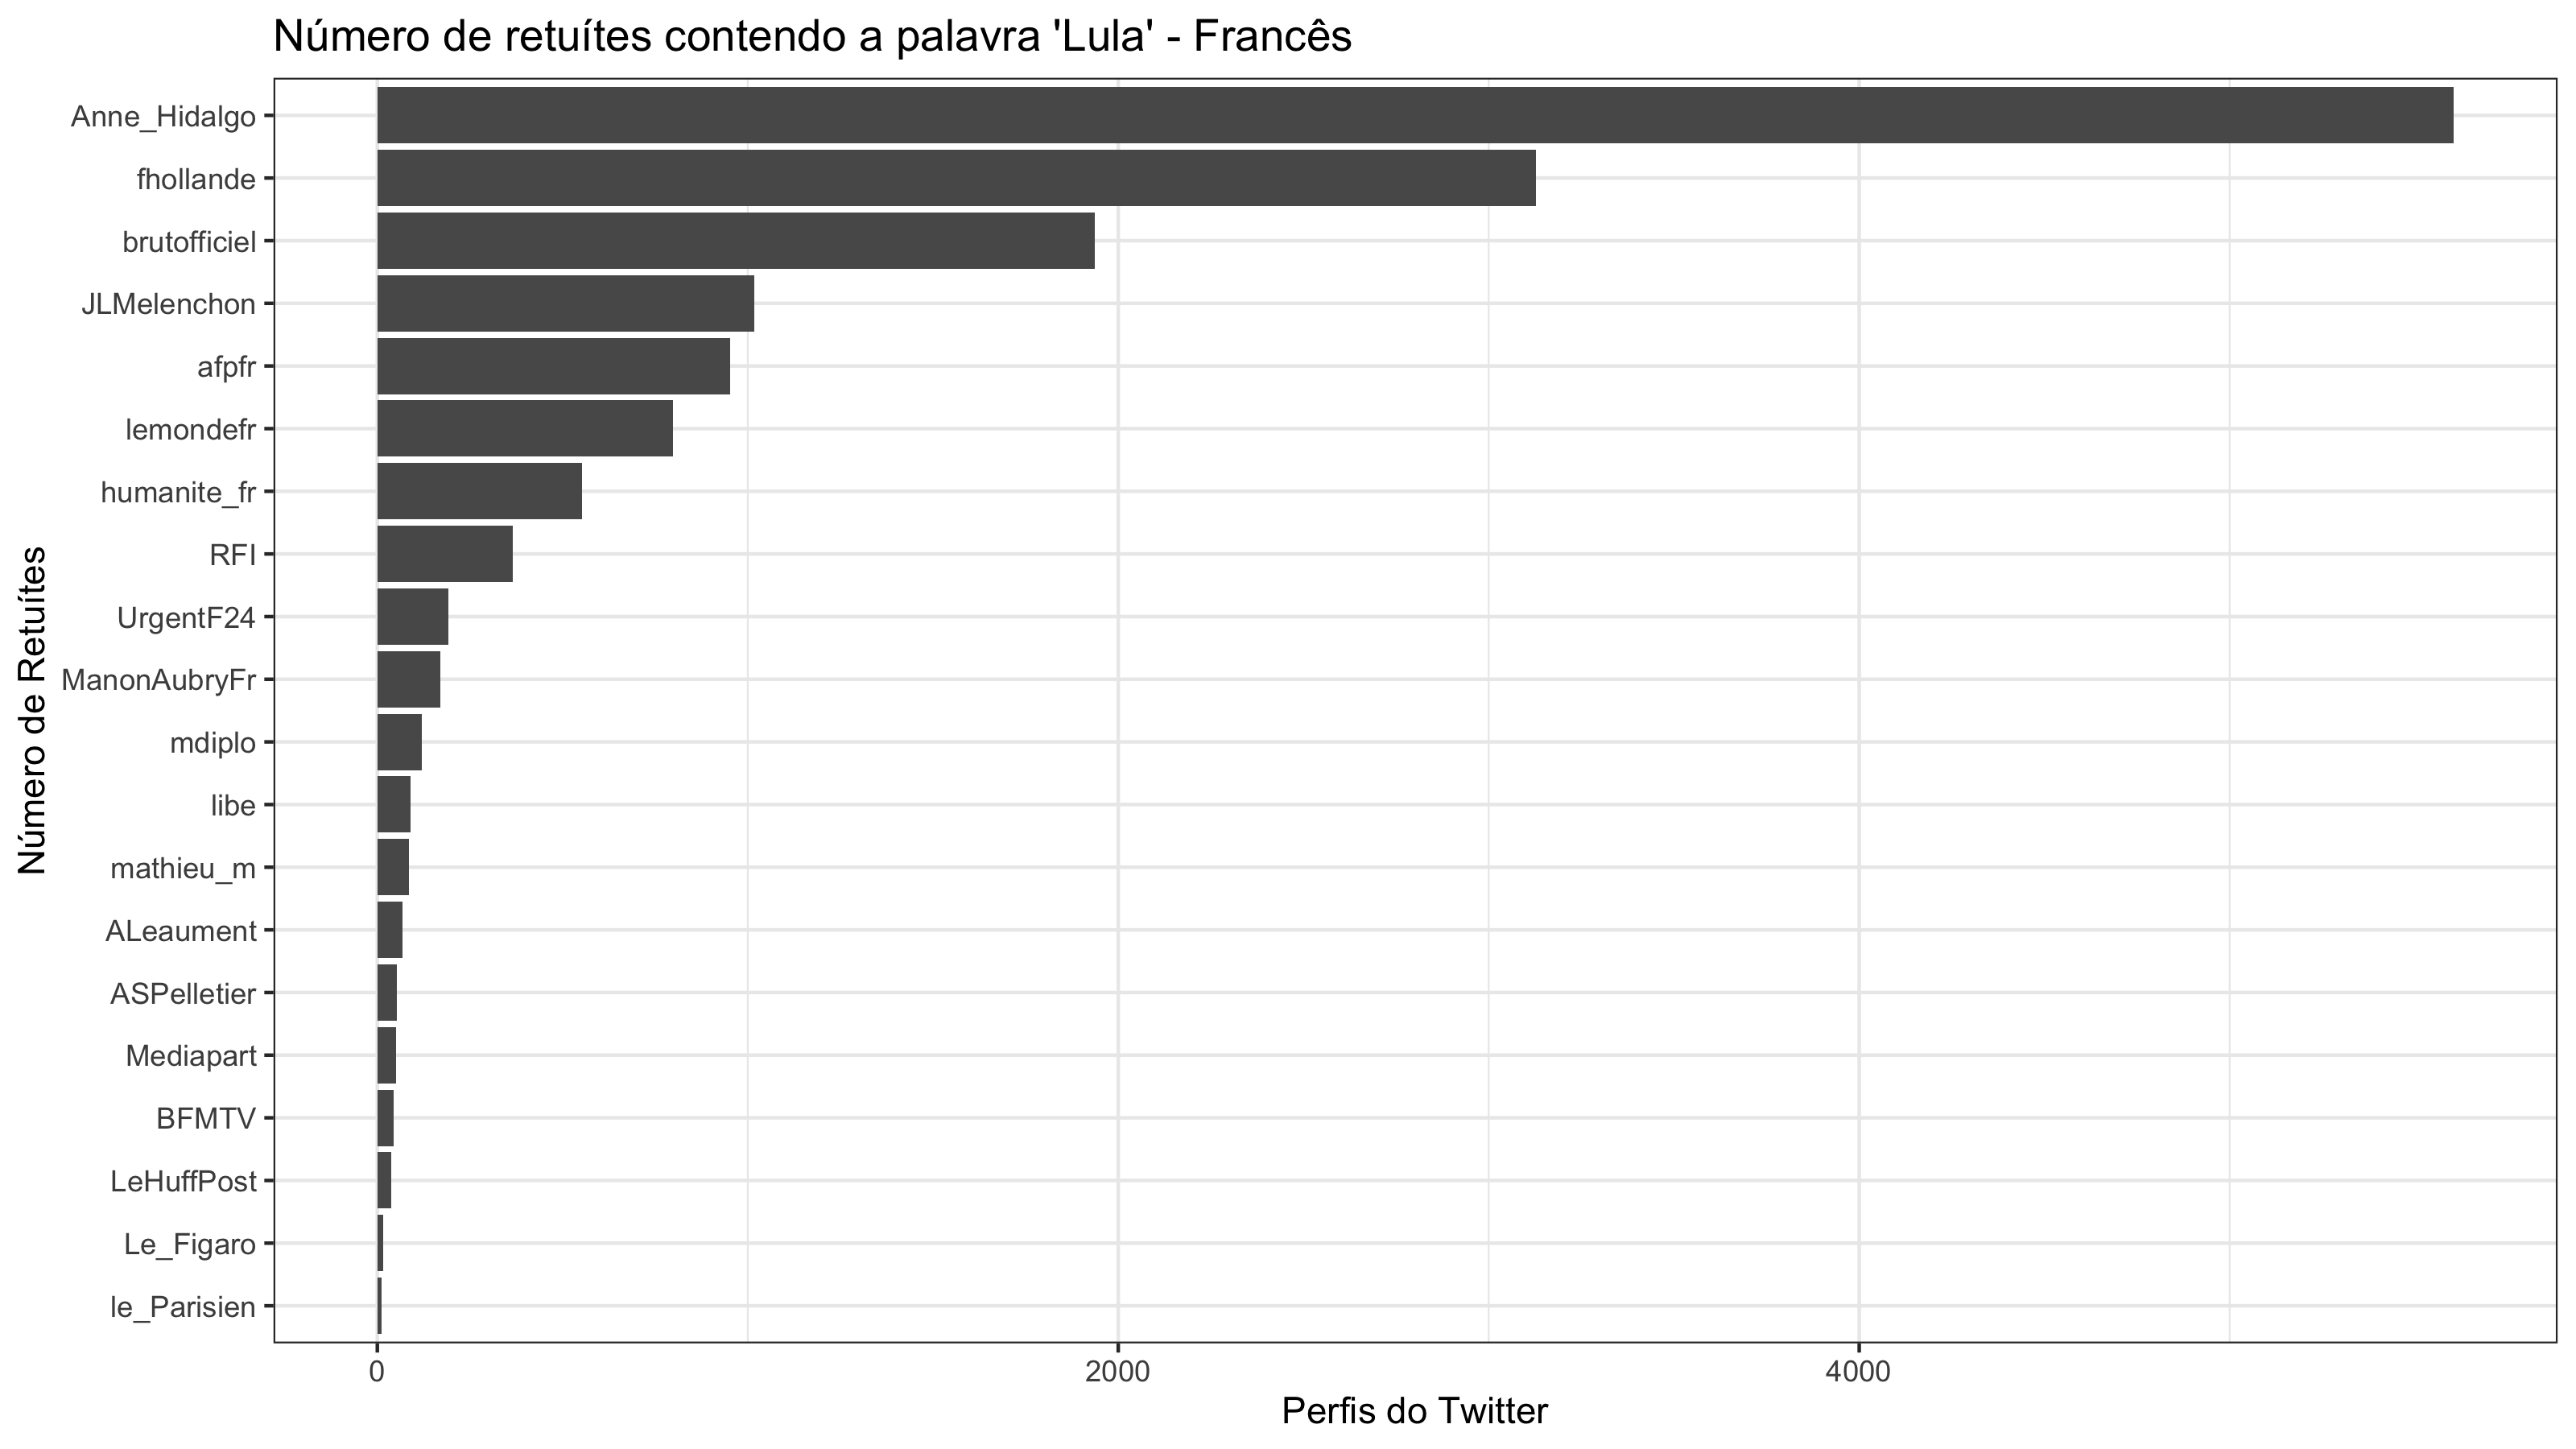 Número de retuítes contendo a palavra 'Lula' - Francês
Número de Retuítes
Anne_Hidalgo
fhollande
brutofficiel
JLMelenchon
afpfr
lemondefr
humanite_fr
RFI
UrgentF24
ManonAubryFr
mdiplo
libe
mathieu_m
ALeaument
ASPelletier
Mediapart
BFMTV
LeHuffPost
Le_Figaro
le_Parisien
0 2000 4000
Perfis do Twitter